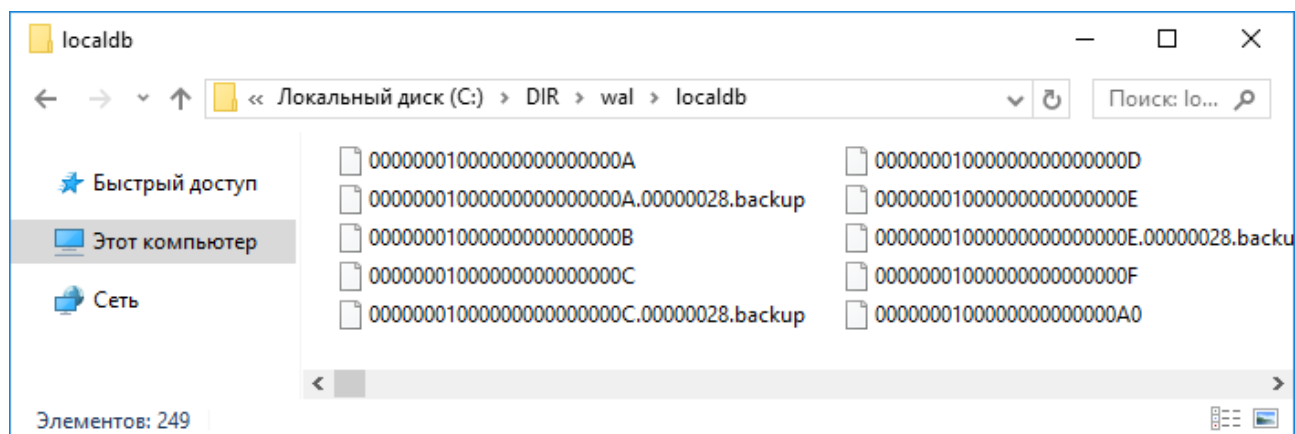 localdb
« Локальный диск (C:) > DIR > wal > localdb
Поиск: lo...
Быстрый доступ
Этот компьютер
Сеть
00000001000000000000000A
00000001000000000000000A.00000028.backup
00000001000000000000000B
00000001000000000000000C
00000001000000000000000C.00000028.backup
00000001000000000000000D
00000001000000000000000E
00000001000000000000000E.00000028.backu
00000001000000000000000F
0000000100000000000000A0
Элементов: 249